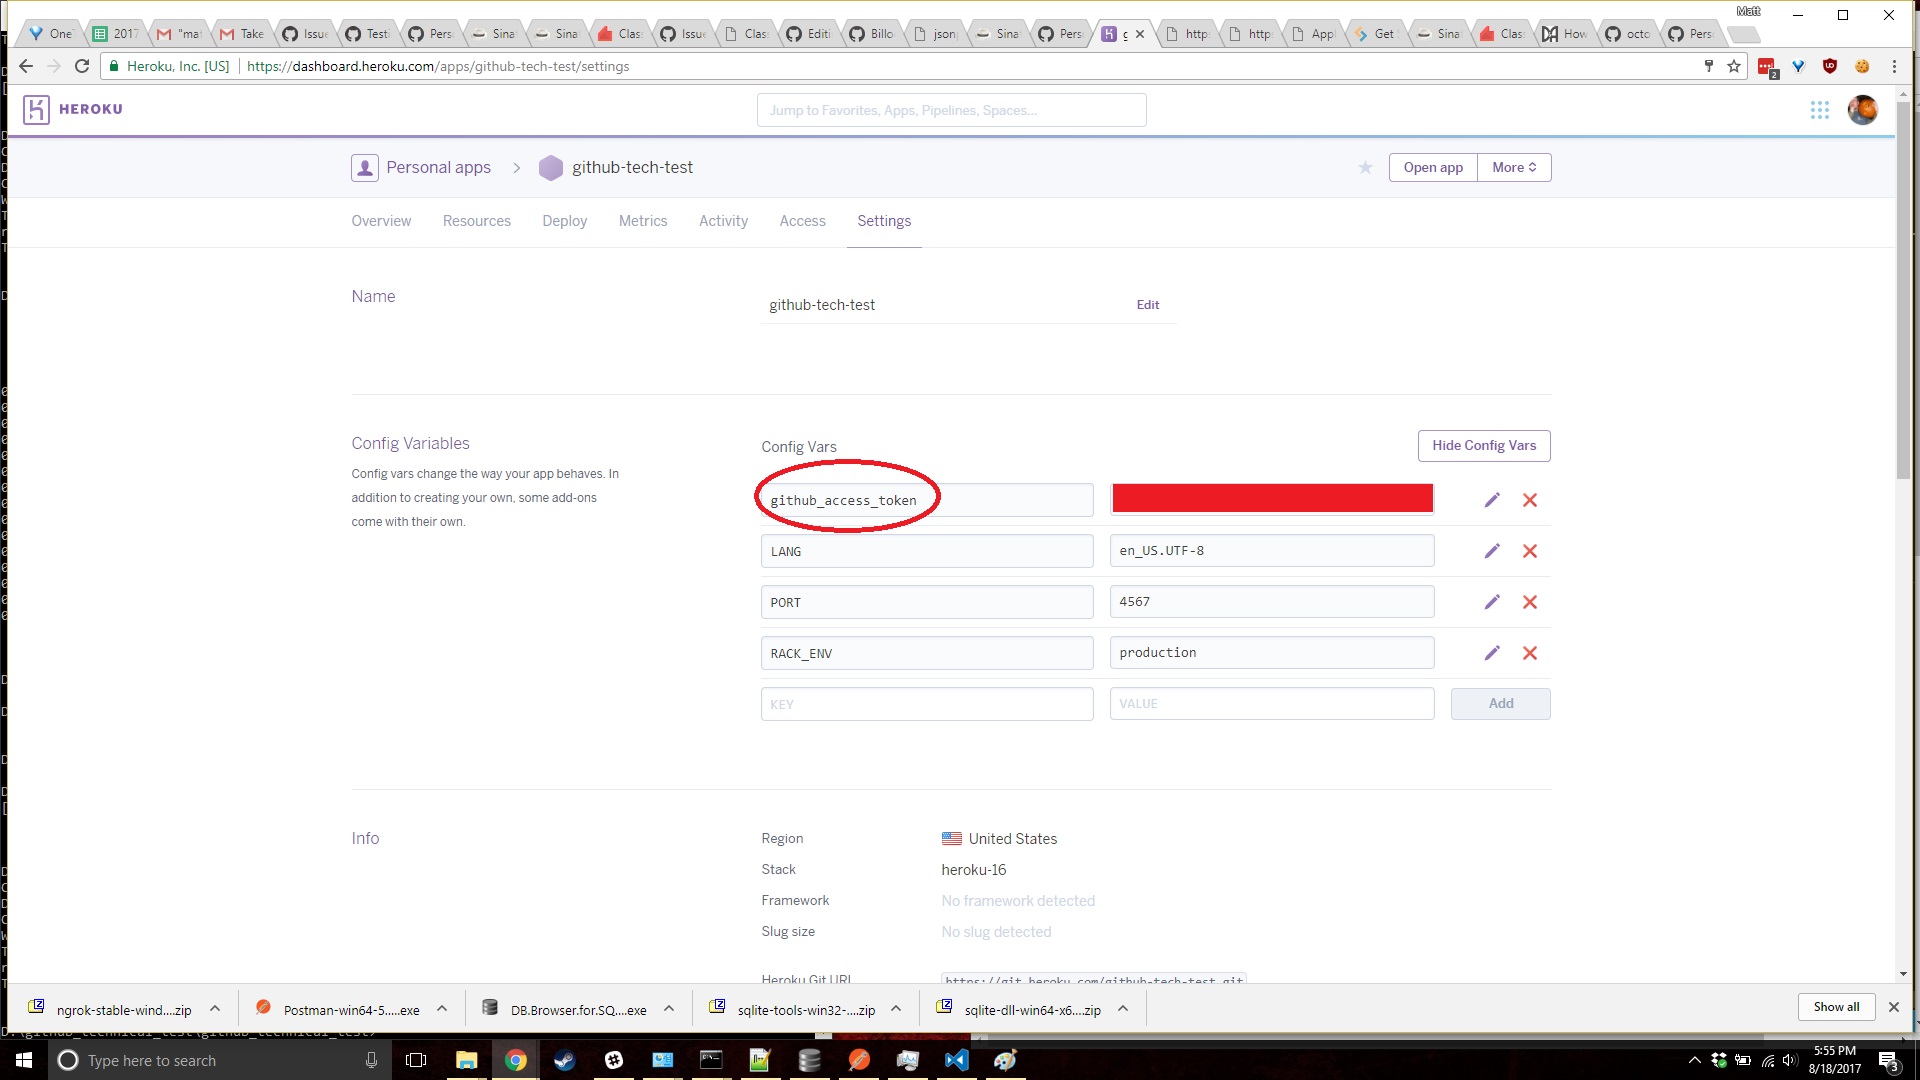 Matt
One
2017
"ma
Take
Issu
Testi
Pers
Sina
Sina
Clas
Issu
Clas
Editi
Billo
json
Sina
Pers
g
http
http
Appl
Get
Sina
Clas
How
octo
Pers
Heroku, Inc. [US]
https://dashboard.heroku.com/apps/github-tech-test/settings
2
HEROKU
Jump to Favorites, Apps, Pipelines, Spaces...
Personal apps > github-tech-test
Open app
More
Overview
Resources
Deploy
Metrics
Activity
Access
Settings
Name
github-tech-test
Edit
Config Variables
Config vars change the way your app behaves. In
addition to creating your own, some add-ons
come with their own.
Config Vars
Hide Config Vars
github_access_token
LANG
en_US.UTF-8
PORT
4567
RACK_ENV
production
KEY
VALUE
Add
Info
Region
United States
Stack
heroku-16
Framework
No framework detected
Slug size
No slug detected
Heroku Git URL
https://git.heroku.com/github-tech-test.git
ngrok-stable-wind....zip
Postman-win64-5.....exe
DB.Browser.for.SQ....exe
sqlite-tools-win32-....zip
sqlite-dll-win64-x6....zip
Show all
D:\github_technical_test\github_technical_test>
Type here to search
5:55 PM
8/18/2017
3